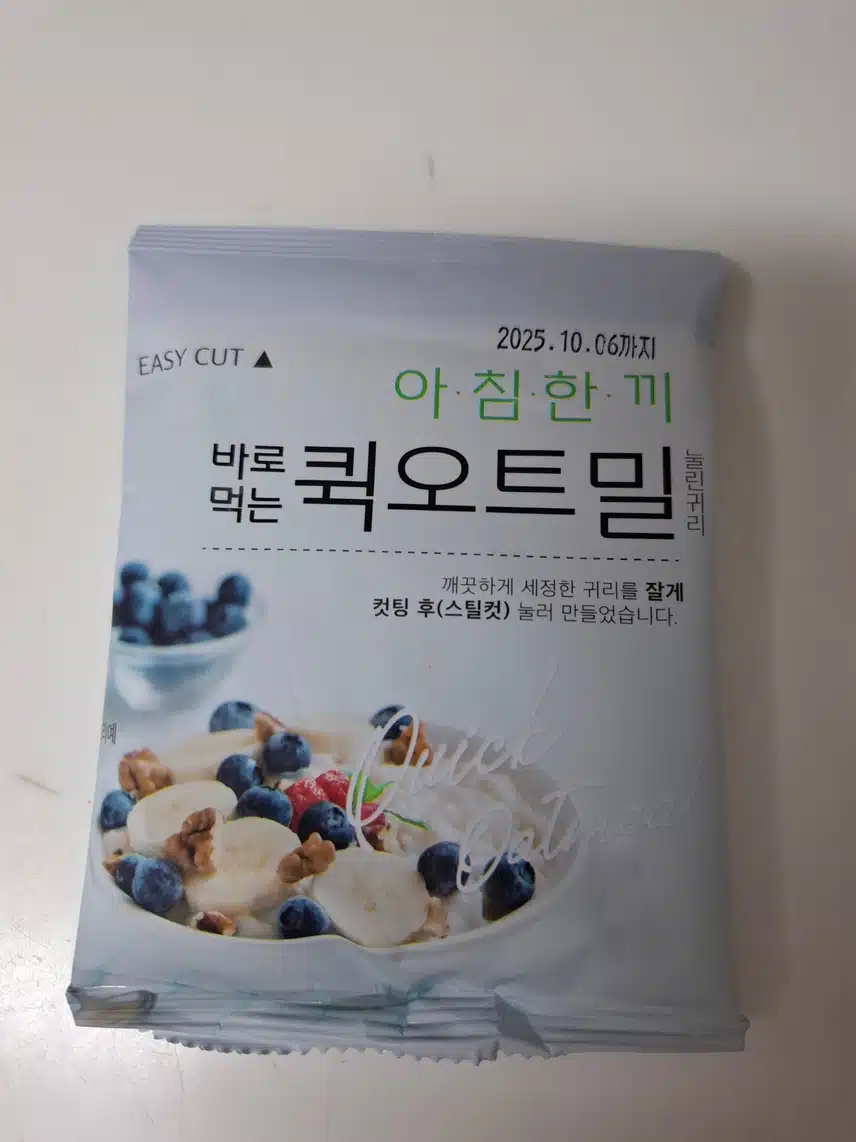 2025.10.06까지
EASY CUT ▲
아·침·한·끼
바로
먹는
퀵오트밀
눌린귀리
깨끗하게 세정한 귀리를 잘게
컷팅 후(스틸컷) 눌러 만들었습니다.
Quick
Oatmeal